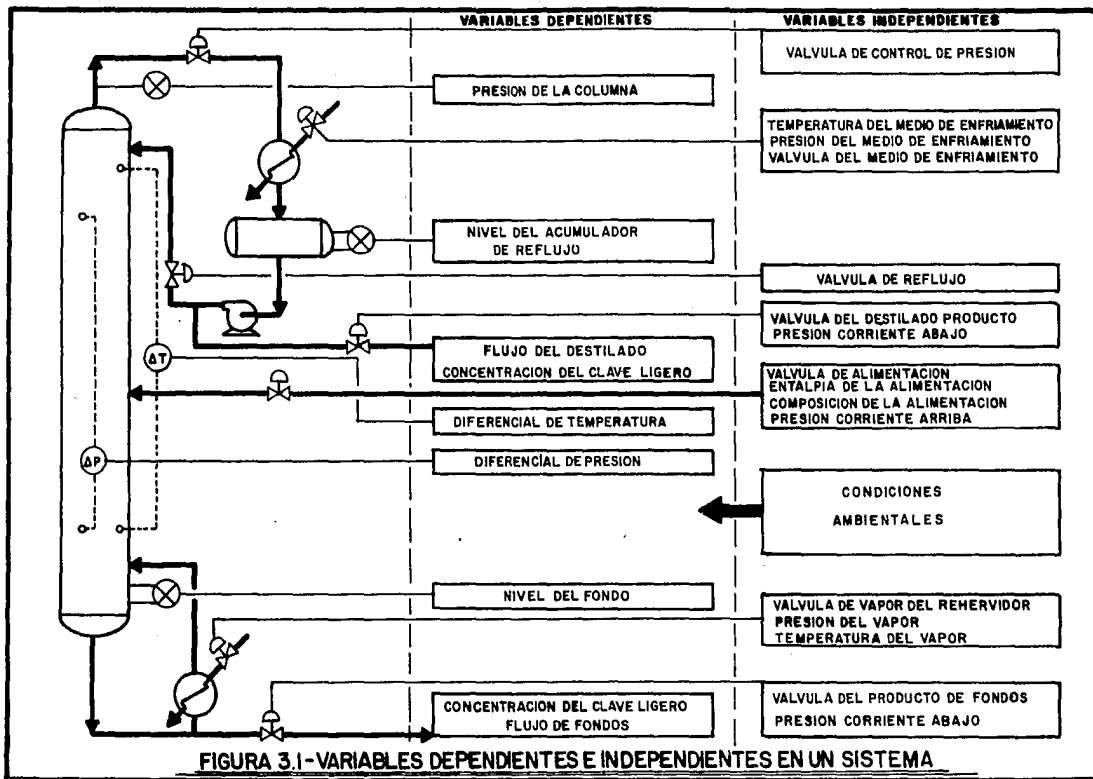 VARIABLES DEPENDIENTES
VARIABLES INDEPENDIENTES
VALVULA DE CONTROL DE PRESION
PRESION DE LA COLUMNA
TEMPERATURA DEL MEDIO DE ENFRIAMIENTO
PRESION DEL MEDIO DE ENFRIAMIENTO
VALVULA DEL MEDIO DE ENFRIAMIENTO
NIVEL DEL ACUMULADOR
DE REFLUJO
VALVULA DE REFLUJO
VALVULA DEL DESTILADO PRODUCTO
PRESION CORRIENTE ABAJO
FLUJO DEL DESTILADO
CONCENTRACION DEL CLAVE LIGERO
VALVULA DE ALIMENTACION
ENTALPIA DE LA ALIMENTACION
COMPOSICION DE LA ALIMENTACION
PRESION CORRIENTE ARRIBA
ΔT
DIFERENCIAL DE TEMPERATURA
ΔP
DIFERENCIAL DE PRESION
CONDICIONES
AMBIENTALES
NIVEL DEL FONDO
VALVULA DE VAPOR DEL REHERVIDOR
PRESION DEL VAPOR
TEMPERATURA DEL VAPOR
CONCENTRACION DEL CLAVE LIGERO
FLUJO DE FONDOS
VALVULA DEL PRODUCTO DE FONDOS
PRESION CORRIENTE ABAJO
FIGURA 3.1-VARIABLES DEPENDIENTES E INDEPENDIENTES EN UN SISTEMA